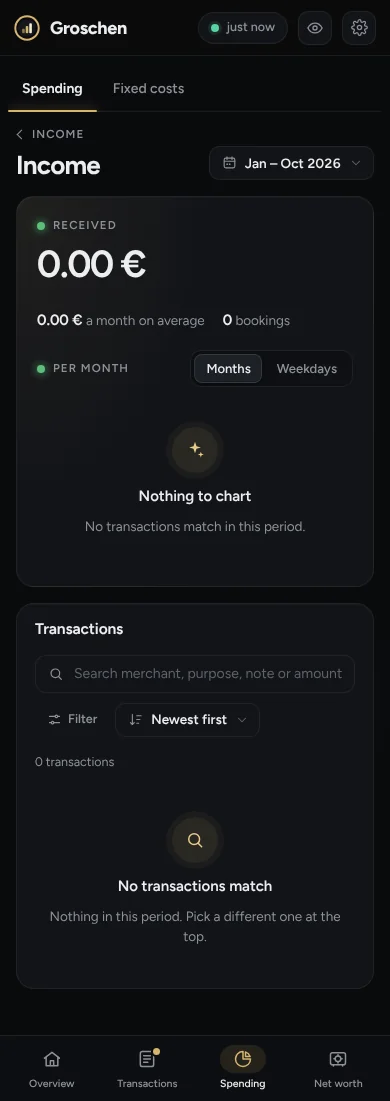 Groschen
just now
Spending
Fixed costs
INCOME
Income
Jan – Oct 2026
RECEIVED
0.00 €
0.00 € a month on average 0 bookings
PER MONTH
Months
Weekdays
Nothing to chart
No transactions match in this period.
Transactions
Search merchant, purpose, note or amount
Filter
Newest first
0 transactions
No transactions match
Nothing in this period. Pick a different one at the
top.
Overview
Transactions
Spending
Net worth